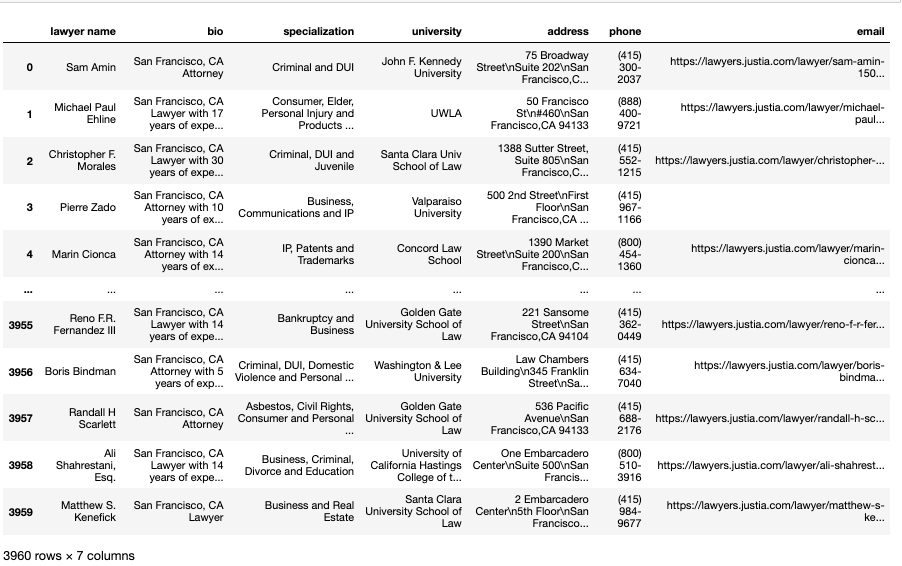 lawyer name
bio
specialization
university
address
phone
email
0
Sam Amin
San Francisco, CA
Attorney
Criminal and DUI
John F. Kennedy
University
75 Broadway
Street\nSuite 202\nSan
Francisco,C...
(415)
300-
2037
https://lawyers.justia.com/lawyer/sam-amin-
150...
1
Michael Paul
Ehline
San Francisco, CA
Lawyer with 17
years of expe...
Consumer, Elder,
Personal Injury and
Products ...
UWLA
50 Francisco
St\n#460\nSan
Francisco,CA 94133
(888)
400-
9721
https://lawyers.justia.com/lawyer/michael-
paul...
2
Christopher F.
Morales
San Francisco, CA
Lawyer with 30
years of expe...
Criminal, DUI and
Juvenile
Santa Clara Univ
School of Law
1388 Sutter Street,
Suite 805\nSan
Francisco,C...
(415)
552-
1215
https://lawyers.justia.com/lawyer/christopher-...
3
Pierre Zado
San Francisco, CA
Attorney with 10
years of ex...
Business,
Communications and IP
Valparaiso
University
500 2nd Street\nFirst
Floor\nSan
Francisco,CA ...
(415)
967-
1166
4
Marin Cionca
San Francisco, CA
Attorney with 14
years of ex...
IP, Patents and
Trademarks
Concord Law
School
1390 Market
Street\nSuite 200\nSan
Francisco,C...
(800)
454-
1360
https://lawyers.justia.com/lawyer/marin-
cionca...
...
...
...
...
...
...
...
...
3955
Reno F.R.
Fernandez III
San Francisco, CA
Lawyer with 14
years of expe...
Bankruptcy and
Business
Golden Gate
University School of
Law
221 Sansome
Street\nSan
Francisco,CA 94104
(415)
362-
0449
https://lawyers.justia.com/lawyer/reno-f-r-fer...
3956
Boris Bindman
San Francisco, CA
Attorney with 5
years of exp...
Criminal, DUI, Domestic
Violence and Personal ...
Washington & Lee
University
Law Chambers
Building\n345 Franklin
Street\nSa...
(415)
634-
7040
https://lawyers.justia.com/lawyer/boris-
bindma...
3957
Randall H
Scarlett
San Francisco, CA
Attorney
Asbestos, Civil Rights,
Consumer and Personal
...
Golden Gate
University School of
Law
536 Pacific
Avenue\nSan
Francisco,CA 94133
(415)
688-
2176
https://lawyers.justia.com/lawyer/randall-h-sc...
3958
Ali
Shahrestani,
Esq.
San Francisco, CA
Lawyer with 14
years of expe...
Business, Criminal,
Divorce and Education
University of
California Hastings
College of t...
One Embarcadero
Center\nSuite 500\nSan
Francis...
(800)
510-
3916
https://lawyers.justia.com/lawyer/ali-shahrest...
3959
Matthew S.
Kenefick
San Francisco, CA
Lawyer
Business and Real
Estate
Santa Clara
University School of
Law
2 Embarcadero
Center\n5th Floor\nSan
Francisco...
(415)
984-
9677
https://lawyers.justia.com/lawyer/matthew-s-
ke...
3960 rows × 7 columns